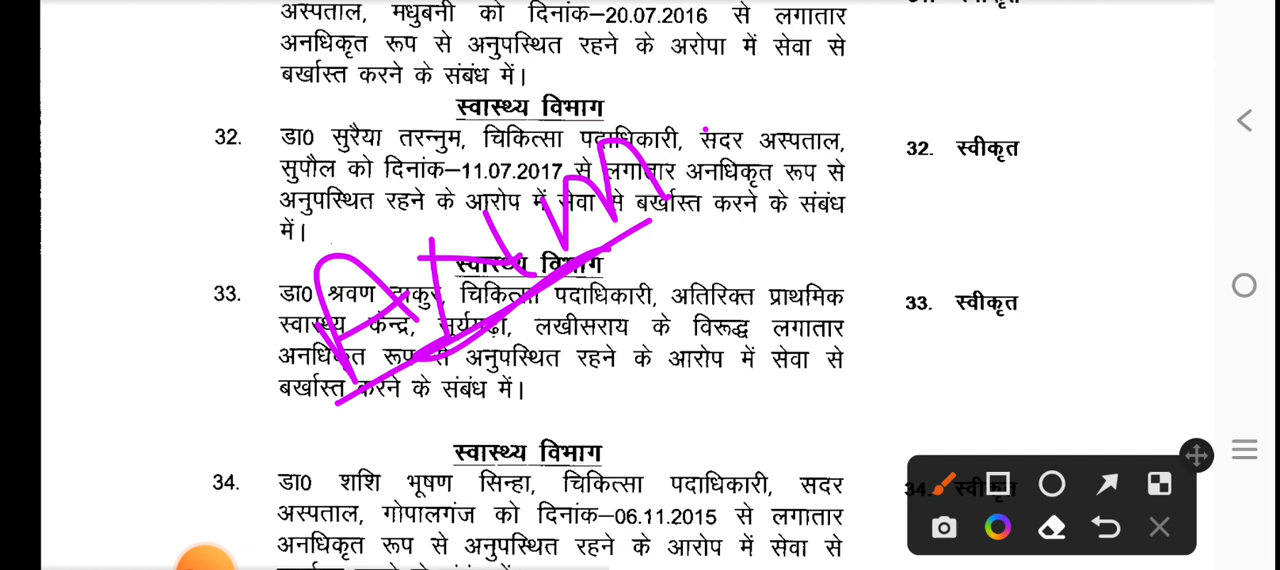 अस्पताल, मधुबनी को दिनांक–20.07.2016 से लगातार
अनधिकृत रूप से अनुपस्थित रहने के अरोपा में सेवा से
बर्खास्त करने के संबंध में।
स्वास्थ्य विभाग
32. डा0 सुरैया तरन्नुम, चिकित्सा पदाधिकारी, सदर अस्पताल, 32. स्वीकृत
सुपौल को दिनांक–11.07.2017 से लगातार अनधिकृत रूप से
अनुपस्थित रहने के आरोप में सेवा से बर्खास्त करने के संबंध
में।
स्वास्थ्य विभाग
33. डा0 श्रवण ठाकुर, चिकित्सा पदाधिकारी, अतिरिक्त प्राथमिक 33. स्वीकृत
स्वास्थ्य केन्द्र, सूर्यगढ़ा, लखीसराय के विरूद्ध लगातार
अनधिकृत रूप से अनुपस्थित रहने के आरोप में सेवा से
बर्खास्त करने के संबंध में।
स्वास्थ्य विभाग
34. डा0 शशि भूषण सिन्हा, चिकित्सा पदाधिकारी, सदर 34. स्वीकृत
अस्पताल, गोपालगंज को दिनांक–06.11.2015 से लगातार
अनधिकृत रूप से अनुपस्थित रहने के आरोप में सेवा से